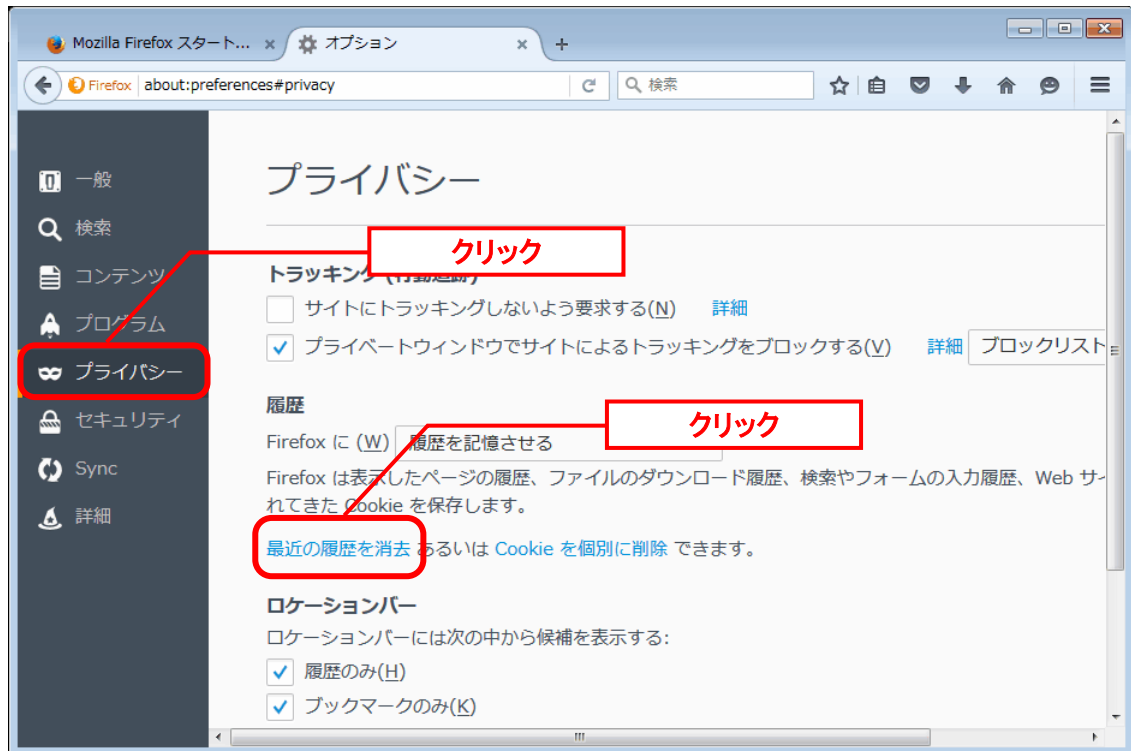 Mozilla Firefox スタート...
オプション
Firefox about:preferences#privacy
検索
一般
検索
コンテンツ
プログラム
プライバシー
セキュリティ
Sync
詳細
プライバシー
クリック
トラッキング (行動追跡)
サイトにトラッキングしないよう要求する(N) 詳細
プライベートウィンドウでサイトによるトラッキングをブロックする(V) 詳細 ブロックリスト
履歴
クリック
Firefox に (W) 履歴を記憶させる
Firefox は表示したページの履歴、ファイルのダウンロード履歴、検索やフォームの入力履歴、Web サ
れてきた Cookie を保存します。
最近の履歴を消去 あるいは Cookie を個別に削除 できます。
ロケーションバー
ロケーションバーには次の中から候補を表示する:
履歴のみ(H)
ブックマークのみ(K)